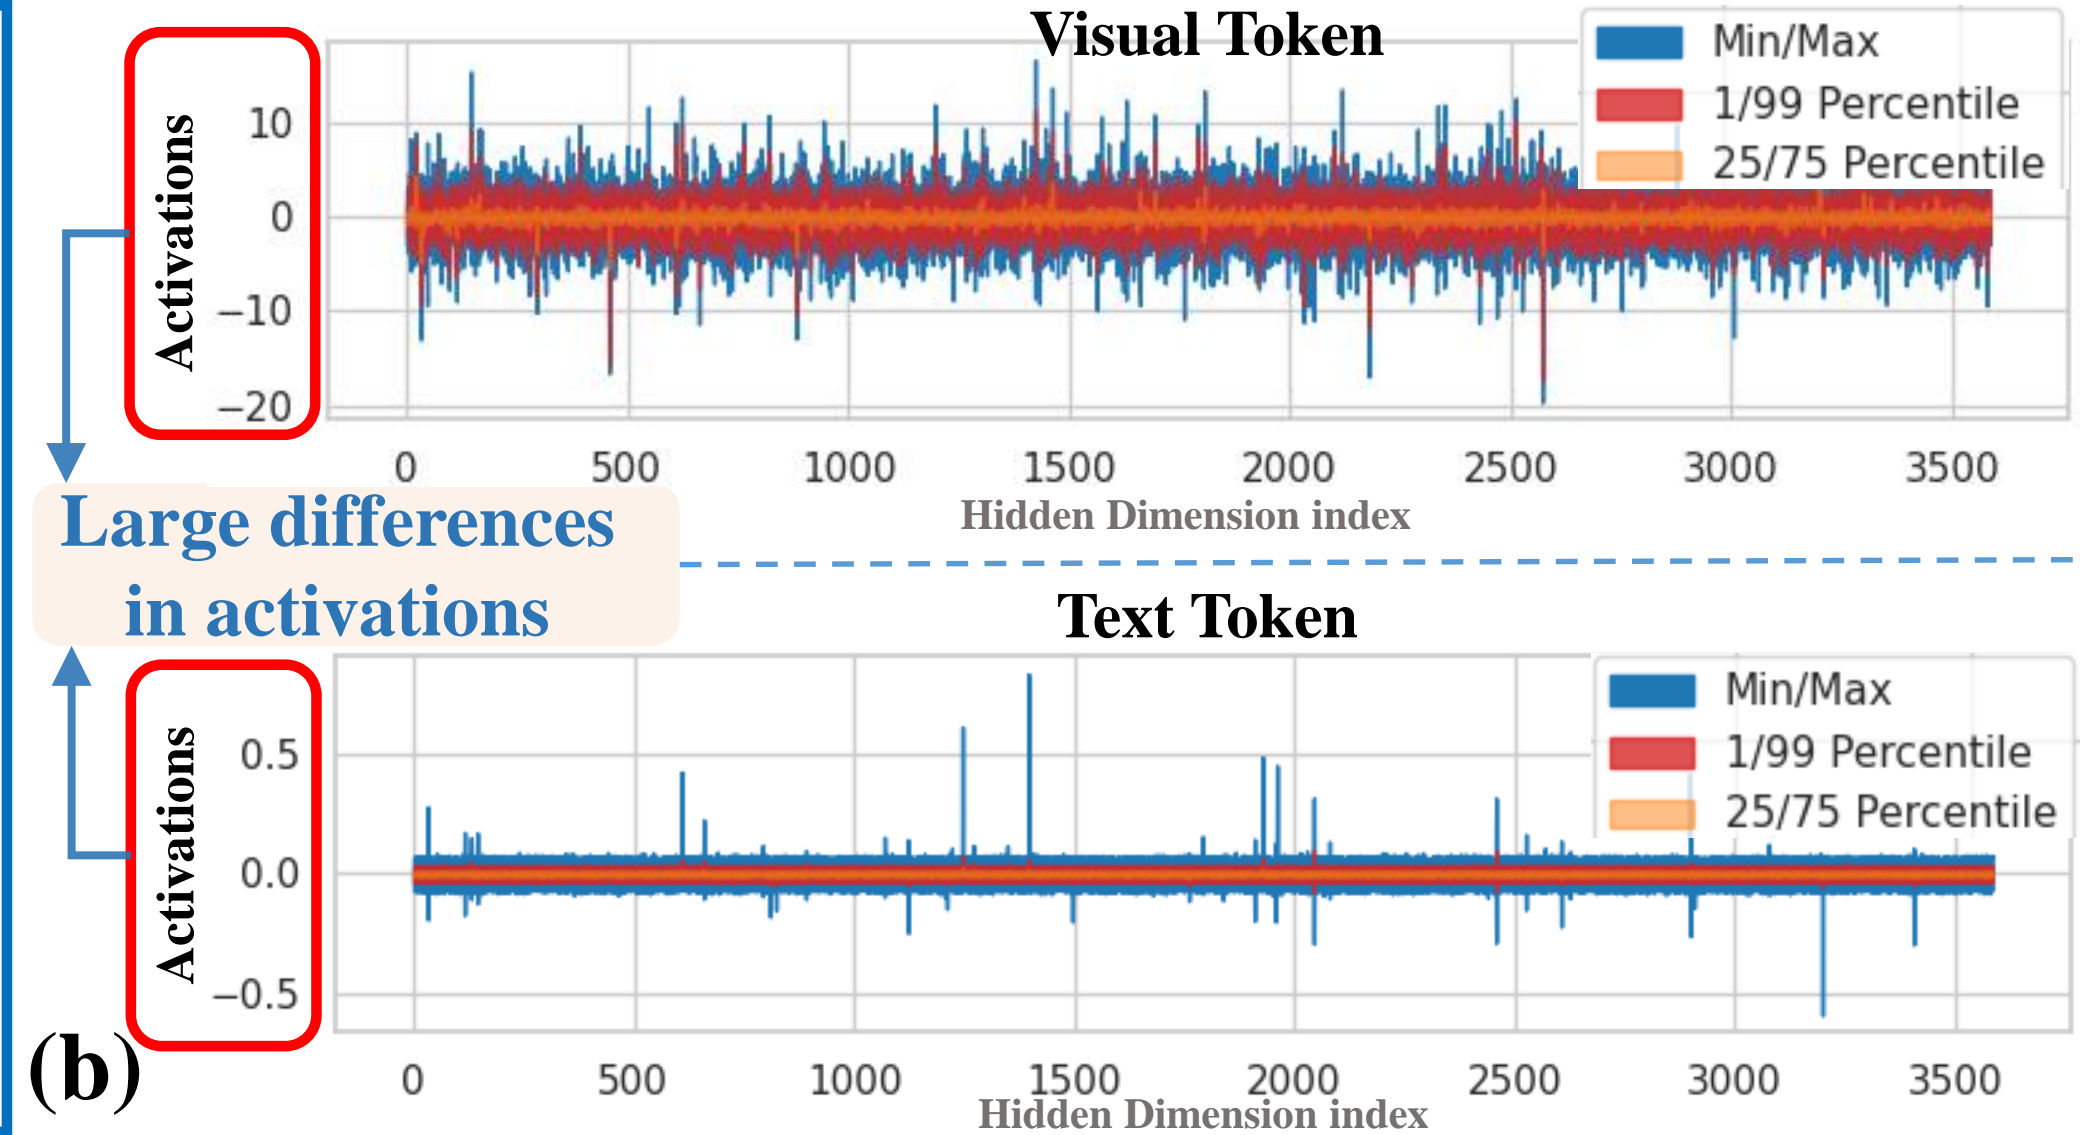 Visual Token
Min/Max
1/99 Percentile
25/75 Percentile
Activations
10
0
−10
−20
0 500 1000 1500 2000 2500 3000 3500
Hidden Dimension index
Large differences
in activations
Text Token
Min/Max
1/99 Percentile
25/75 Percentile
Activations
0.5
0.0
−0.5
0 500 1000 1500 2000 2500 3000 3500
Hidden Dimension index
(b)